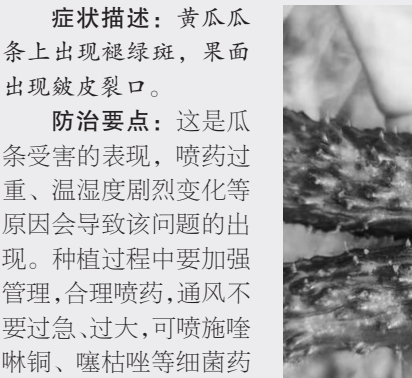 症状描述：黄瓜瓜
条上出现褪绿斑，果面
出现皴皮裂口。
防治要点：这是瓜
条受害的表现，喷药过
重、温湿度剧烈变化等
原因会导致该问题的出
现。种植过程中要加强
管理，合理喷药，通风不
要过急、过大，可喷施喹
啉铜、噻枯唑等细菌药